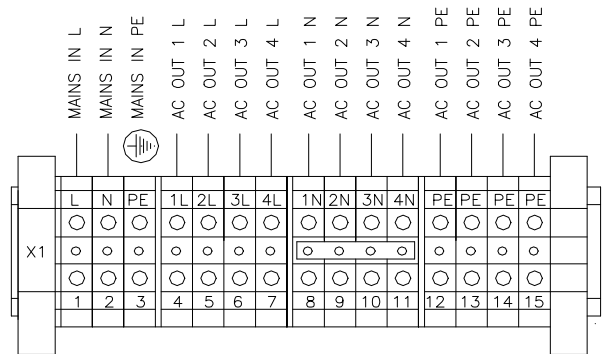 MAINS IN L
MAINS IN N
MAINS IN PE
AC OUT 1 L
AC OUT 2 L
AC OUT 3 L
AC OUT 4 L
AC OUT 1 N
AC OUT 2 N
AC OUT 3 N
AC OUT 4 N
AC OUT 1 PE
AC OUT 2 PE
AC OUT 3 PE
AC OUT 4 PE
L N PE 1L 2L 3L 4L 1N 2N 3N 4N PE PE PE PE
X1
1 2 3 4 5 6 7 8 9 10 11 12 13 14 15